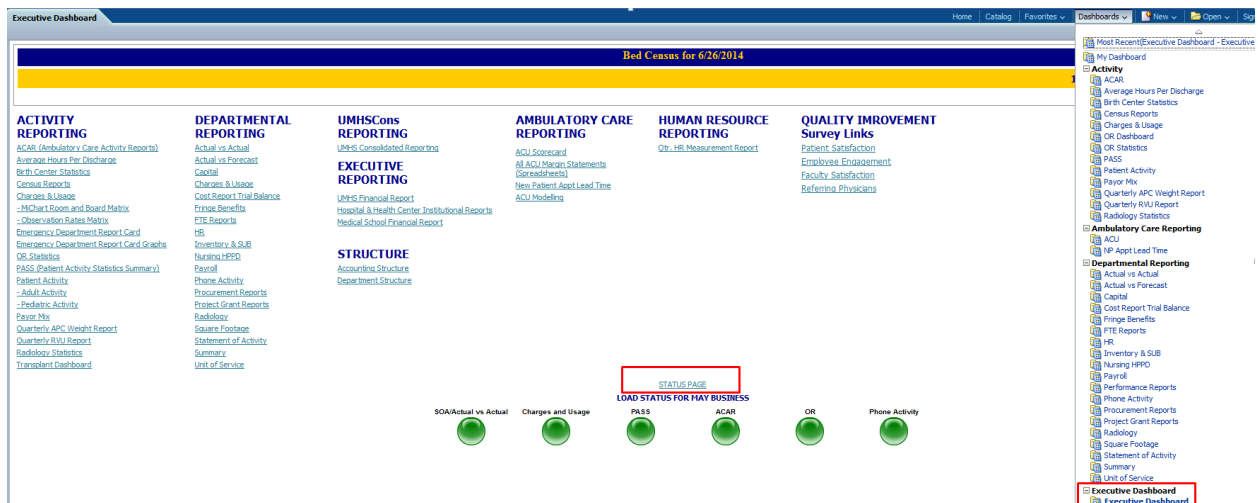 Executive Dashboard
Home Catalog Favorites Dashboards New Open Sig
Bed Census for 6/26/2014
1
ACTIVITY
REPORTING
ACAR (Ambulatory Care Activity Reports)
Average Hours Per Discharge
Birth Center Statistics
Census Reports
Charges & Usage
- MiChart Room and Board Matrix
- Observation Rates Matrix
Emergency Department Report Card
Emergency Department Report Card Graphs
OR Statistics
PASS (Patient Activity Statistics Summary)
Patient Activity
- Adult Activity
- Pediatric Activity
Payor Mix
Quarterly APC Weight Report
Quarterly RVU Report
Radiology Statistics
Transplant Dashboard
DEPARTMENTAL
REPORTING
Actual vs Actual
Actual vs Forecast
Capital
Charges & Usage
Cost Report Trial Balance
Fringe Benefits
FTE Reports
HR
Inventory & SUB
Nursing HPPD
Payroll
Phone Activity
Procurement Reports
Project Grant Reports
Radiology
Square Footage
Statement of Activity
Summary
Unit of Service
UMHSCons
REPORTING
UMHS Consolidated Reporting
EXECUTIVE
REPORTING
UMHS Financial Report
Hospital & Health Center Institutional Reports
Medical School Financial Report
STRUCTURE
Accounting Structure
Department Structure
AMBULATORY CARE
REPORTING
ACU Scorecard
All ACU Margin Statements
(Spreadsheets)
New Patient Appt Lead Time
ACU Modelling
HUMAN RESOURCE
REPORTING
Qtr. HR Measurement Report
QUALITY IMROVEMENT
Survey Links
Patient Satisfaction
Employee Engagement
Faculty Satisfaction
Referring Physicians
STATUS PAGE
LOAD STATUS FOR MAY BUSINESS
SOA/Actual vs Actual Charges and Usage PASS ACAR OR Phone Activity
Most Recent(Executive Dashboard - Executive
My Dashboard
Activity
ACAR
Average Hours Per Discharge
Birth Center Statistics
Census Reports
Charges & Usage
OR Dashboard
OR Statistics
PASS
Patient Activity
Payor Mix
Quarterly APC Weight Report
Quarterly RVU Report
Radiology Statistics
Ambulatory Care Reporting
ACU
NP Appt Lead Time
Departmental Reporting
Actual vs Actual
Actual vs Forecast
Capital
Cost Report Trial Balance
Fringe Benefits
FTE Reports
HR
Inventory & SUB
Nursing HPPD
Payroll
Performance Reports
Phone Activity
Procurement Reports
Project Grant Reports
Radiology
Square Footage
Statement of Activity
Summary
Unit of Service
Executive Dashboard
Executive Dashboard